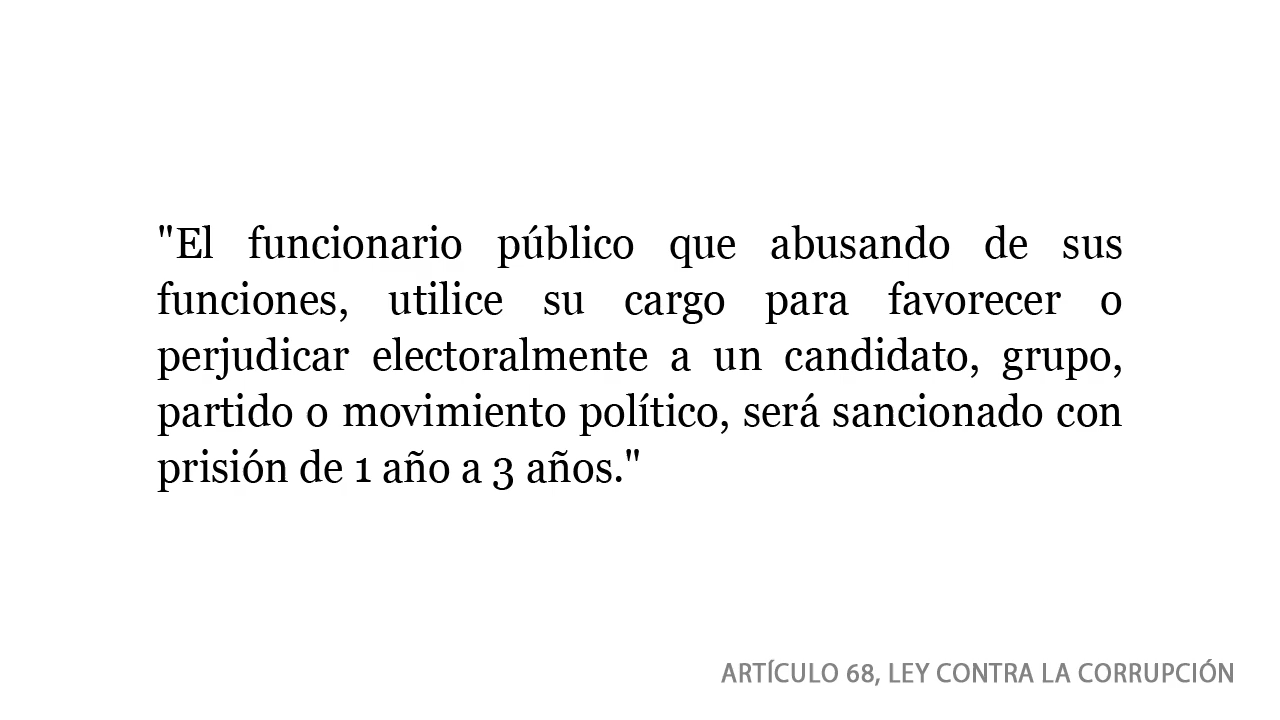 "El funcionario público que abusando de sus
funciones, utilice su cargo para favorecer o
perjudicar electoralmente a un candidato, grupo,
partido o movimiento político, será sancionado con
prisión de 1 año a 3 años."
ARTÍCULO 68, LEY CONTRA LA CORRUPCIÓN